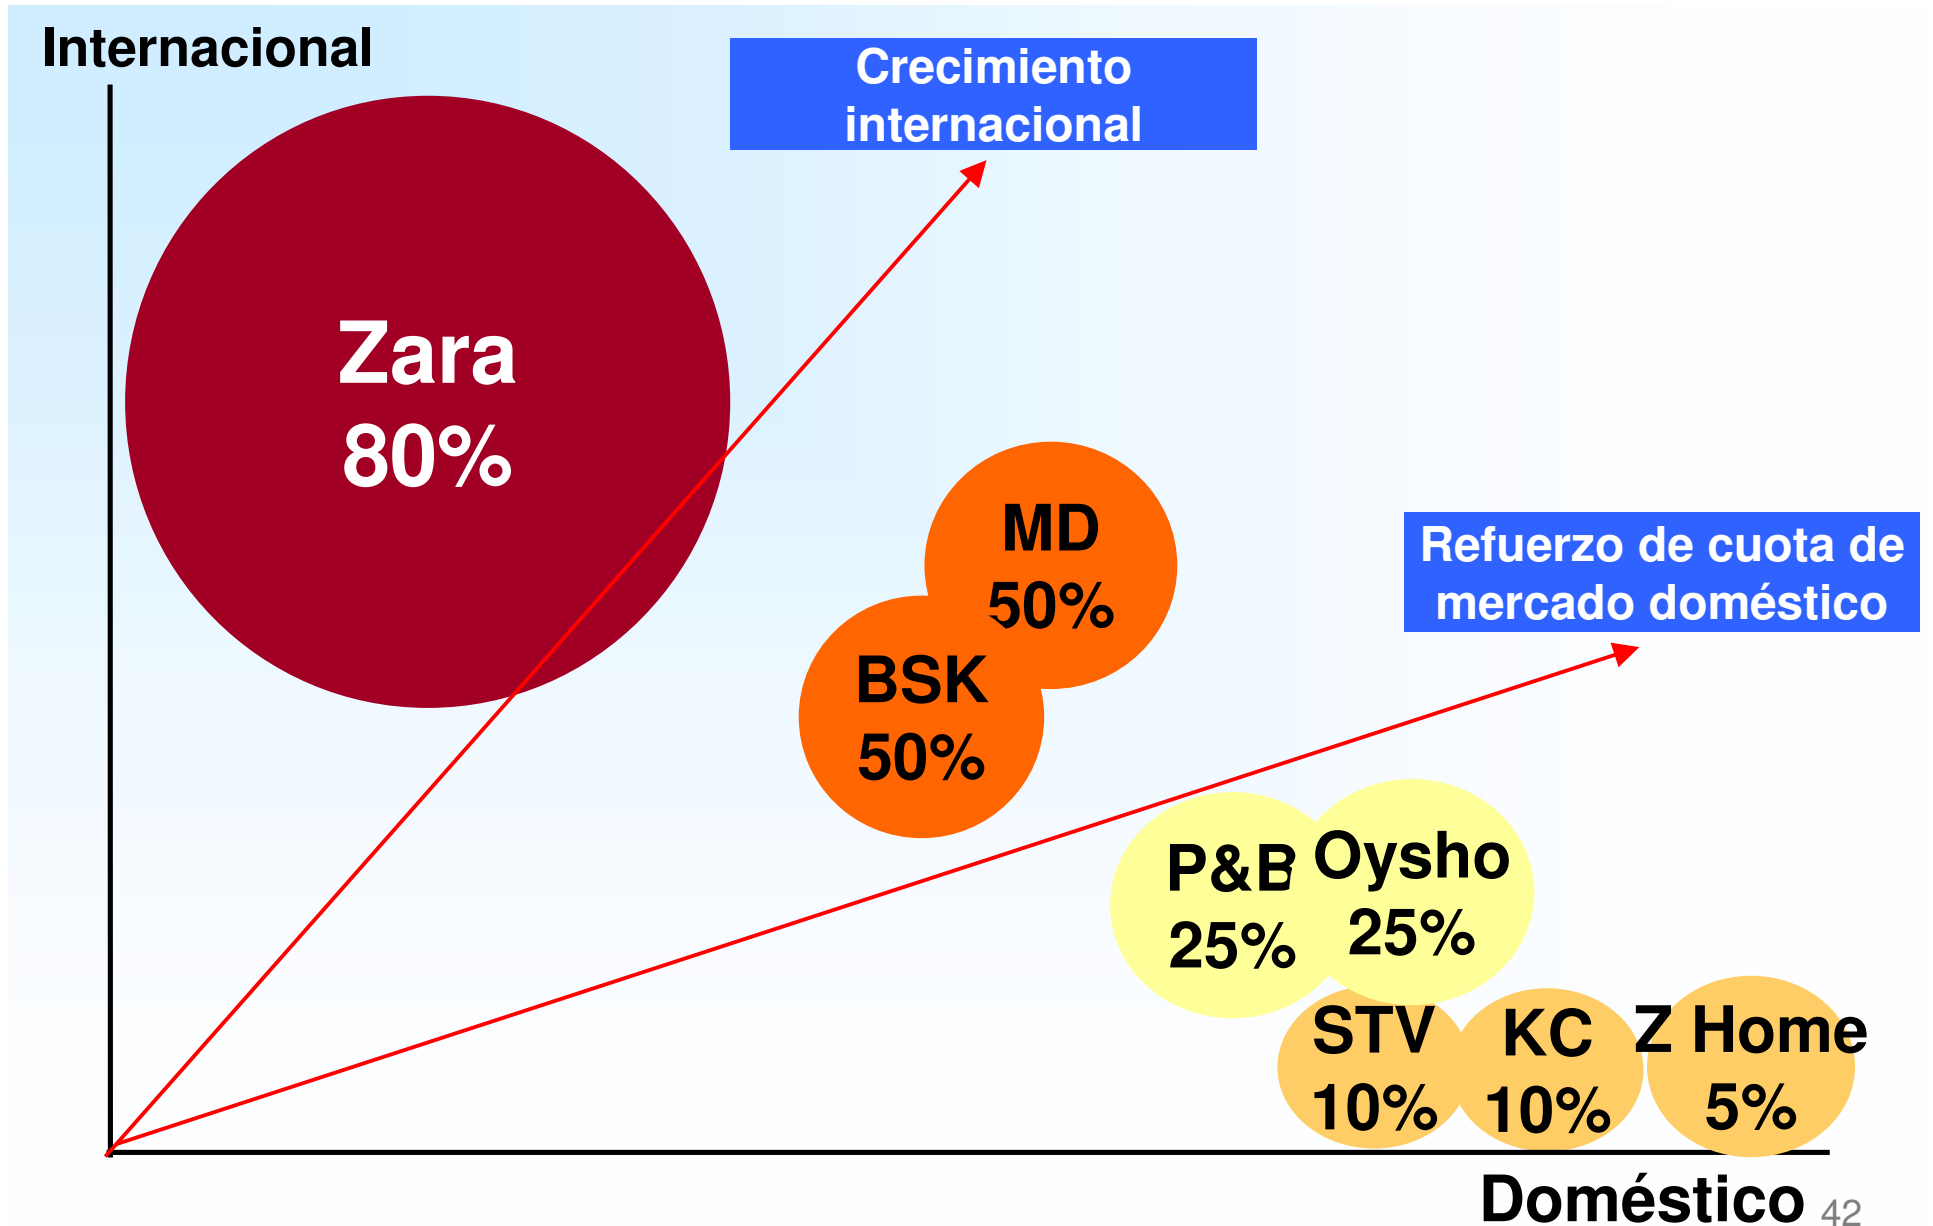 Internacional
Crecimiento
internacional
Zara
80%
MD
50%
Refuerzo de cuota de
mercado doméstico
BSK
50%
P&B
25%
Oysho
25%
STV
10%
KC
10%
Z Home
5%
Doméstico
42